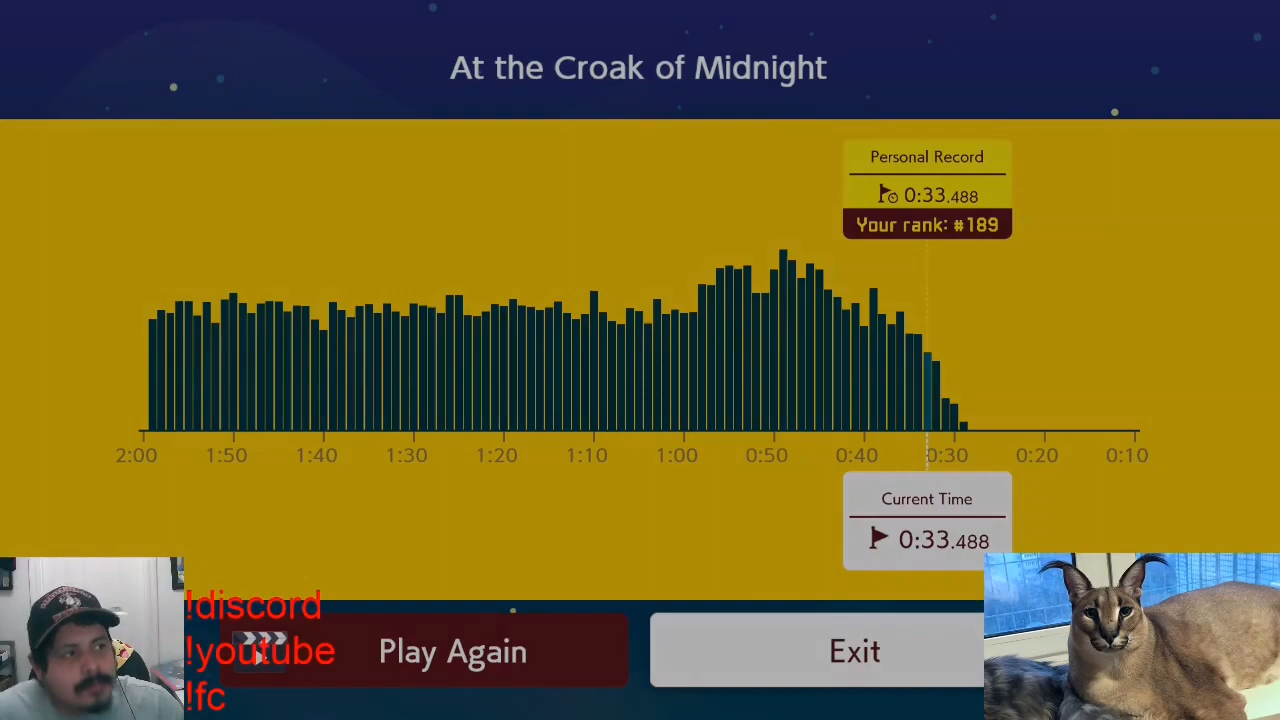 At the Croak of Midnight
Personal Record
0:33.488
Your rank: #189
2:00 1:50 1:40 1:30 1:20 1:10 1:00 0:50 0:40 0:30 0:20 0:10
Current Time
0:33.488
!discord
!youtube
!fc
Play Again
Exit